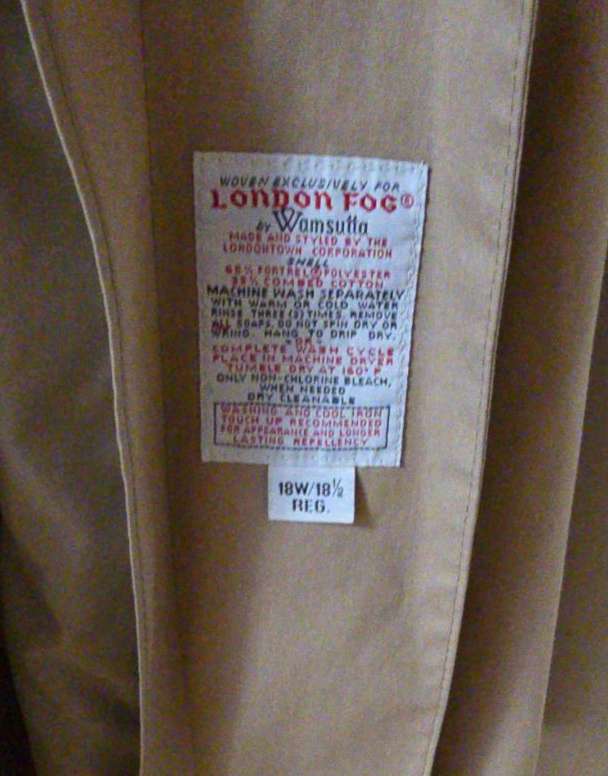 WOVEN EXCLUSIVELY FOR
LONDON FOG®
by Wamsutta
MADE AND STYLED BY THE
LONDONTOWN CORPORATION
SHELL
65% FORTREL® POLYESTER
35% COMBED COTTON
MACHINE WASH SEPARATELY
WITH WARM OR COLD WATER
RINSE THREE (3) TIMES. REMOVE
ALL SOAPS. DO NOT SPIN DRY OR
WRING. HANG TO DRIP DRY.
-OR-
COMPLETE WASH CYCLE
PLACE IN MACHINE DRYER
TUMBLE DRY AT 160° F
ONLY NON-CHLORINE BLEACH,
WHEN NEEDED
DRY CLEANABLE
WASHING AND COOL IRON
TOUCH UP RECOMMENDED
FOR APPEARANCE AND LONGER
LASTING REPELLENCY
18W/18½
REG.